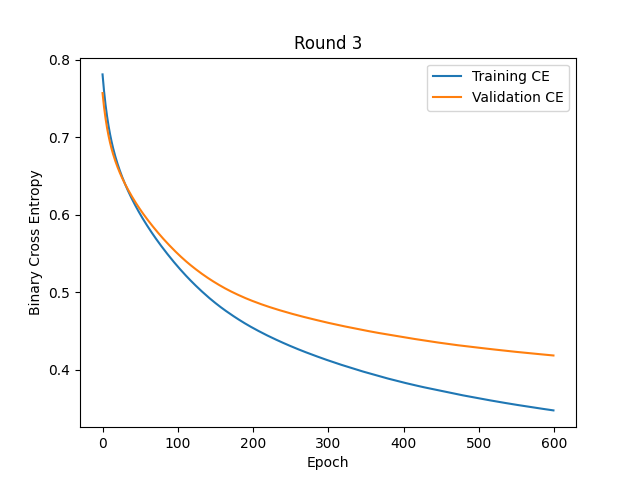 Round 3
Training CE
Validation CE
Binary Cross Entropy
0.8
0.7
0.6
0.5
0.4
0 100 200 300 400 500 600
Epoch